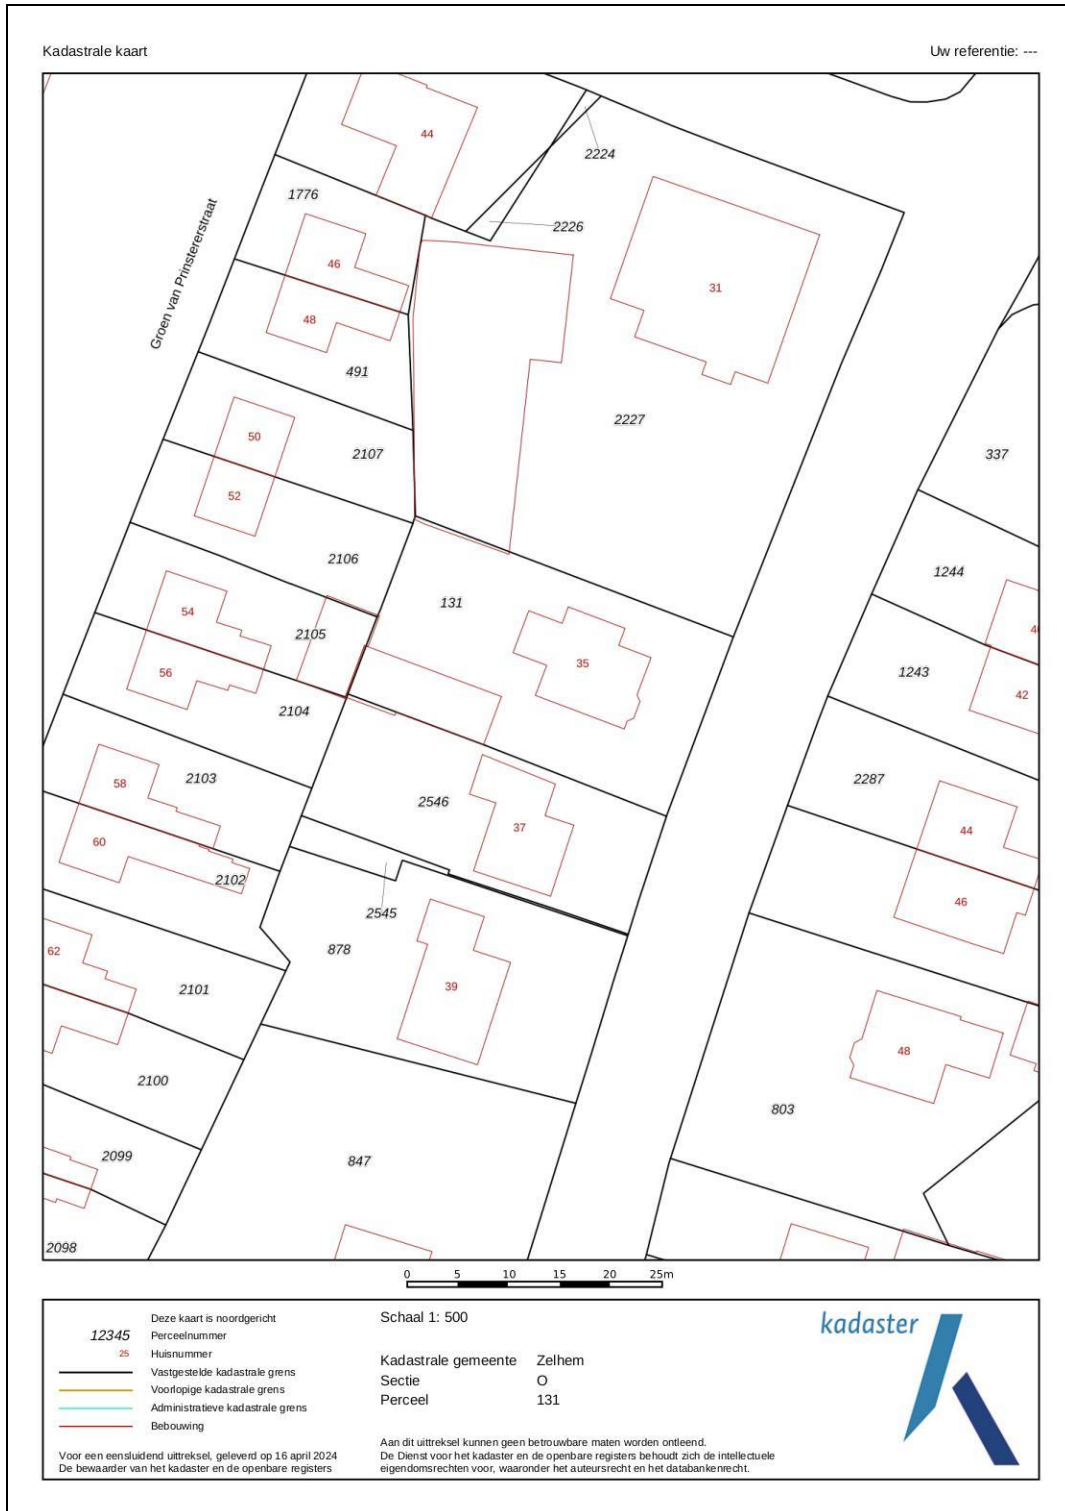 Kadastrale kaart
Uw referentie: ---
44
2224
1776
2226
Groen van Prinstererstraat
46
31
48
491
2227
50
2107
337
52
2106
1244
131
54
2105
40
35
56
1243
42
2104
2103
2287
58
2546
37
44
60
2102
46
2545
878
62
2101
39
48
2100
803
2099
847
2098
0 5 10 15 20 25m
Deze kaart is noordgericht
12345 Perceelnummer
25 Huisnummer
Vastgestelde kadastrale grens
Voorlopige kadastrale grens
Administratieve kadastrale grens
Bebouwing
Voor een eensluidend uittreksel, geleverd op 16 april 2024
De bewaarder van het kadaster en de openbare registers
Schaal 1: 500
Kadastrale gemeente Zelhem
Sectie O
Perceel 131
Aan dit uittreksel kunnen geen betrouwbare maten worden ontleend.
De Dienst voor het kadaster en de openbare registers behoudt zich de intellectuele
eigendomsrechten voor, waaronder het auteursrecht en het databankenrecht.
kadaster